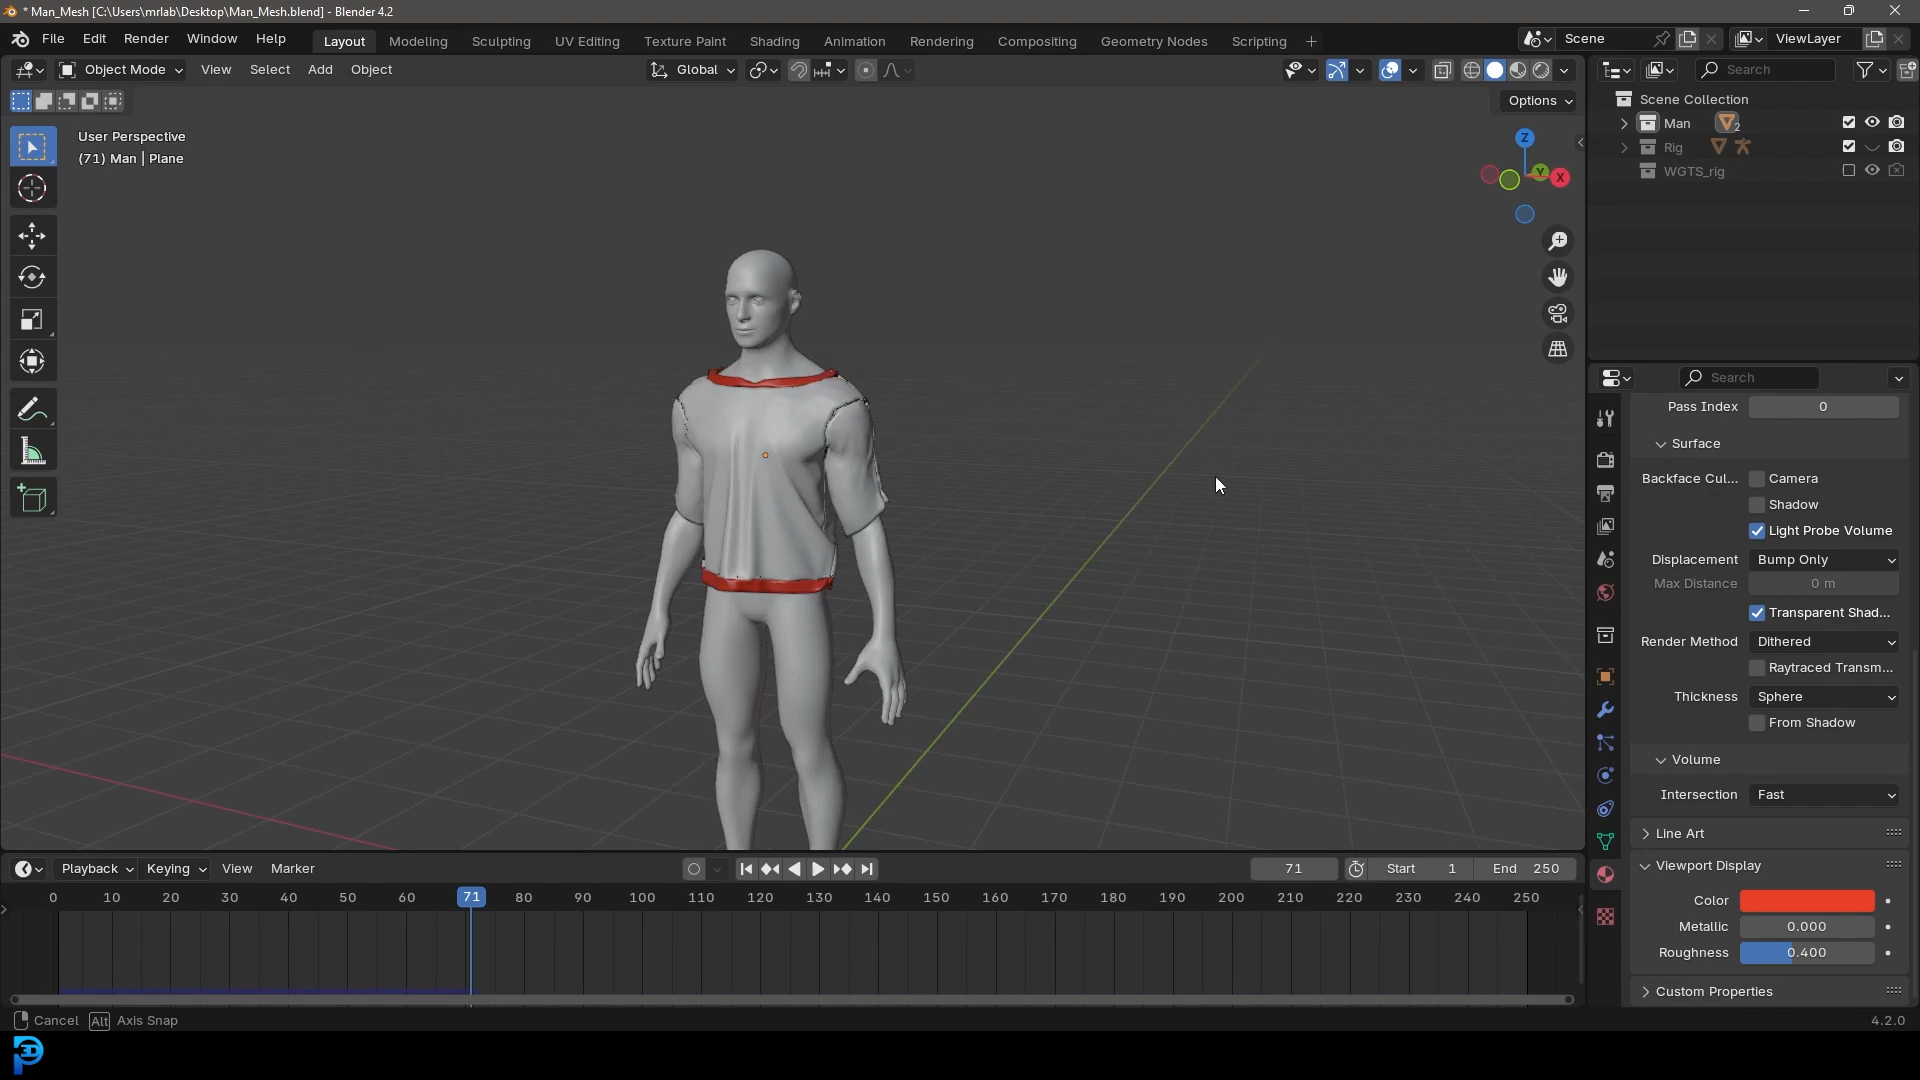 * Man_Mesh [C:\Users\mrlab\Desktop\Man_Mesh.blend] - Blender 4.2
File Edit Render Window Help
Layout Modeling Sculpting UV Editing Texture Paint Shading Animation Rendering Compositing Geometry Nodes Scripting +
Scene
ViewLayer
Object Mode View Select Add Object
Global
Search
Options
User Perspective
(71) Man | Plane
Z
Y
X
Scene Collection
Man
2
Rig
WGTS_rig
Search
Pass Index 0
Surface
Backface Cul... Camera
Shadow
Light Probe Volume
Displacement Bump Only
Max Distance 0 m
Transparent Shad...
Render Method Dithered
Raytraced Transm...
Thickness Sphere
From Shadow
Volume
Intersection Fast
Line Art
Viewport Display
Color
Metallic 0.000
Roughness 0.400
Custom Properties
Playback Keying View Marker
71 Start 1 End 250
0 10 20 30 40 50 60 71 80 90 100 110 120 130 140 150 160 170 180 190 200 210 220 230 240 250
Cancel Alt Axis Snap
4.2.0
P3D